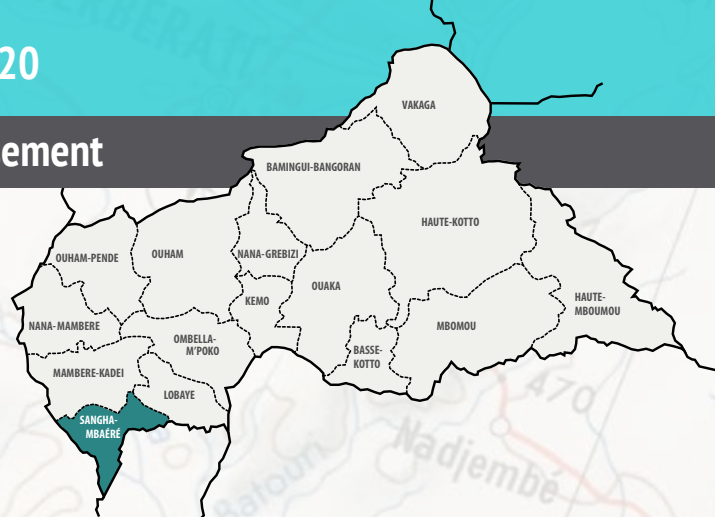 20
ement
VAKAGA
BAMINGUI-BANGORAN
HAUTE-KOTTO
OUHAM-PENDE
OUHAM
NANA-GREBIZI
OUAKA
KEMO
HAUTE-
MBOUMOU
NANA-MAMBERE
MBOMOU
OMBELLA-
M'POKO
BASSE-
KOTTO
MAMBERE-KADEI
LOBAYE
SANGHA-
MBAÉRÉ
470
Nadjembé
Batouri